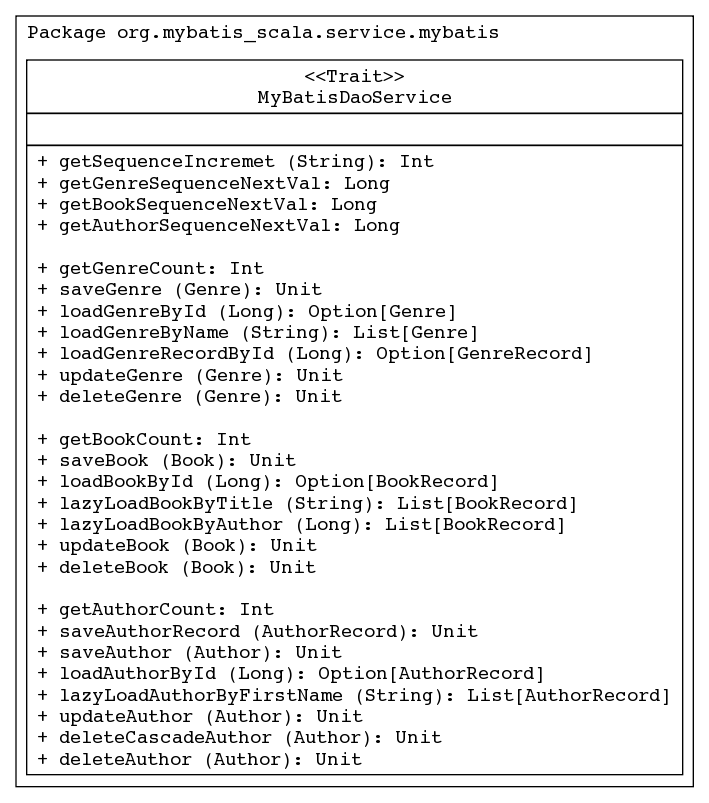 Package org.mybatis_scala.service.mybatis
<<Trait>>
MyBatisDaoService
+ getSequenceIncremet (String): Int
+ getGenreSequenceNextVal: Long
+ getBookSequenceNextVal: Long
+ getAuthorSequenceNextVal: Long
+ getGenreCount: Int
+ saveGenre (Genre): Unit
+ loadGenreById (Long): Option[Genre]
+ loadGenreByName (String): List[Genre]
+ loadGenreRecordById (Long): Option[GenreRecord]
+ updateGenre (Genre): Unit
+ deleteGenre (Genre): Unit
+ getBookCount: Int
+ saveBook (Book): Unit
+ loadBookById (Long): Option[BookRecord]
+ lazyLoadBookByTitle (String): List[BookRecord]
+ lazyLoadBookByAuthor (Long): List[BookRecord]
+ updateBook (Book): Unit
+ deleteBook (Book): Unit
+ getAuthorCount: Int
+ saveAuthorRecord (AuthorRecord): Unit
+ saveAuthor (Author): Unit
+ loadAuthorById (Long): Option[AuthorRecord]
+ lazyLoadAuthorByFirstName (String): List[AuthorRecord]
+ updateAuthor (Author): Unit
+ deleteCascadeAuthor (Author): Unit
+ deleteAuthor (Author): Unit